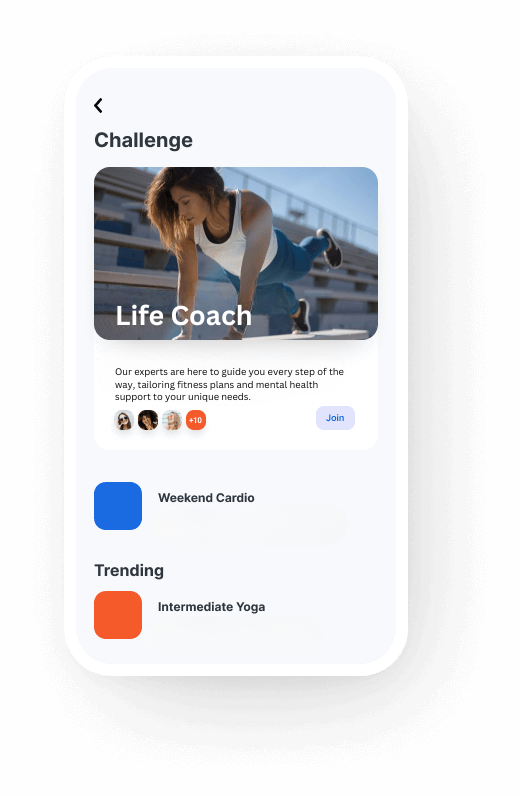 Challenge
Life Coach
Our experts are here to guide you every step of the
way, tailoring fitness plans and mental health
support to your unique needs.
+10
Join
Weekend Cardio
Trending
Intermediate Yoga